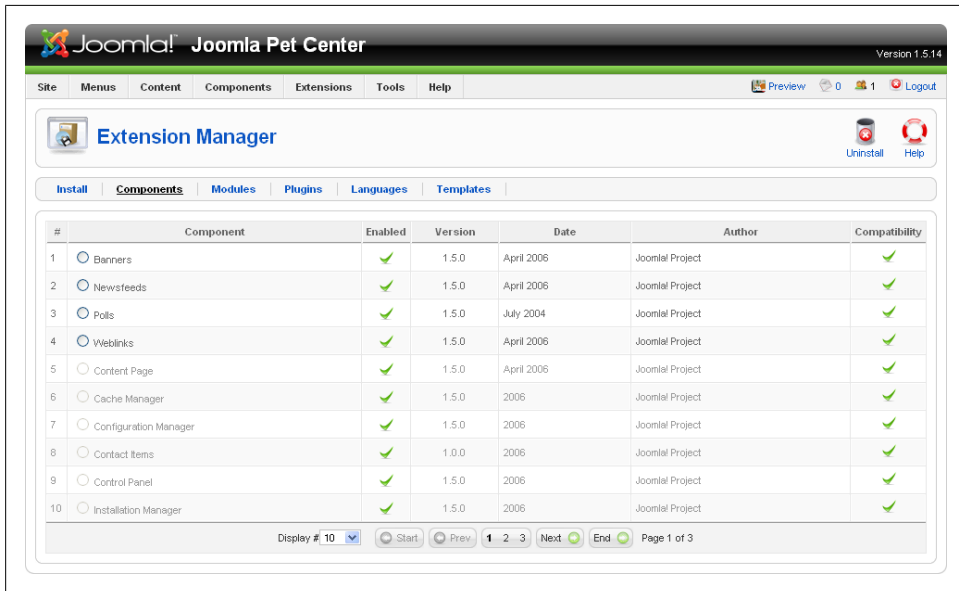 Joomla! Joomla Pet Center
Version 1.5.14
Site Menus Content Components Extensions Tools Help Preview 0 1 Logout
Extension Manager
Uninstall Help
Install Components Modules Plugins Languages Templates
# Component Enabled Version Date Author Compatibility
1 Banners 1.5.0 April 2006 Joomla! Project
2 Newsfeeds 1.5.0 April 2006 Joomla! Project
3 Polls 1.5.0 July 2004 Joomla! Project
4 Weblinks 1.5.0 April 2006 Joomla! Project
5 Content Page 1.5.0 April 2006 Joomla! Project
6 Cache Manager 1.5.0 2006 Joomla! Project
7 Configuration Manager 1.5.0 2006 Joomla! Project
8 Contact Items 1.0.0 2006 Joomla! Project
9 Control Panel 1.5.0 2006 Joomla! Project
10 Installation Manager 1.5.0 2006 Joomla! Project
Display # 10 Start Prev 1 2 3 Next End Page 1 of 3